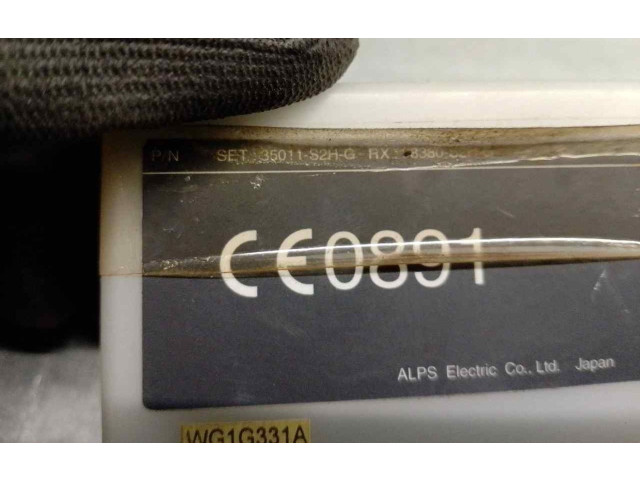 P/N SET : 35011-S2H-G RX :
CE0891
ALPS Electric Co., Ltd. Japan
WG1G331A